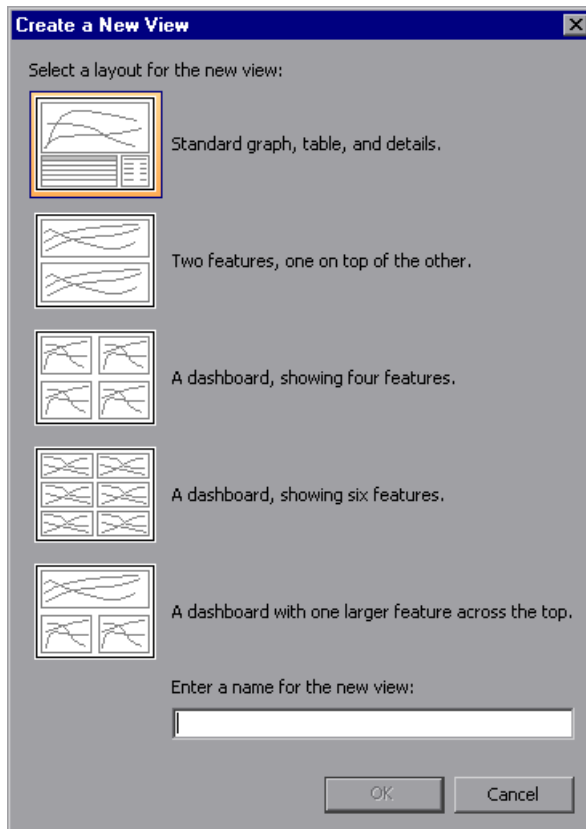 Create a New View
Select a layout for the new view:
Standard graph, table, and details.
Two features, one on top of the other.
A dashboard, showing four features.
A dashboard, showing six features.
A dashboard with one larger feature across the top.
Enter a name for the new view:
OK
Cancel